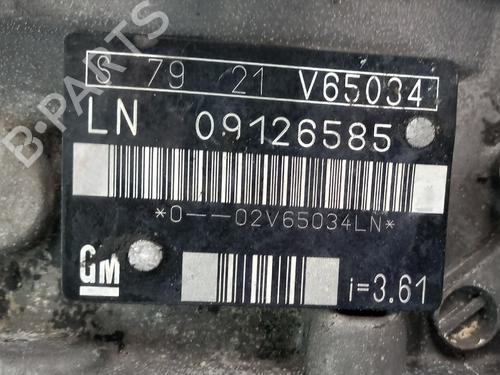 S 79 21 V65034
LN 09126585
*0---02V65034LN*
GM
i=3.61
B-PARTS